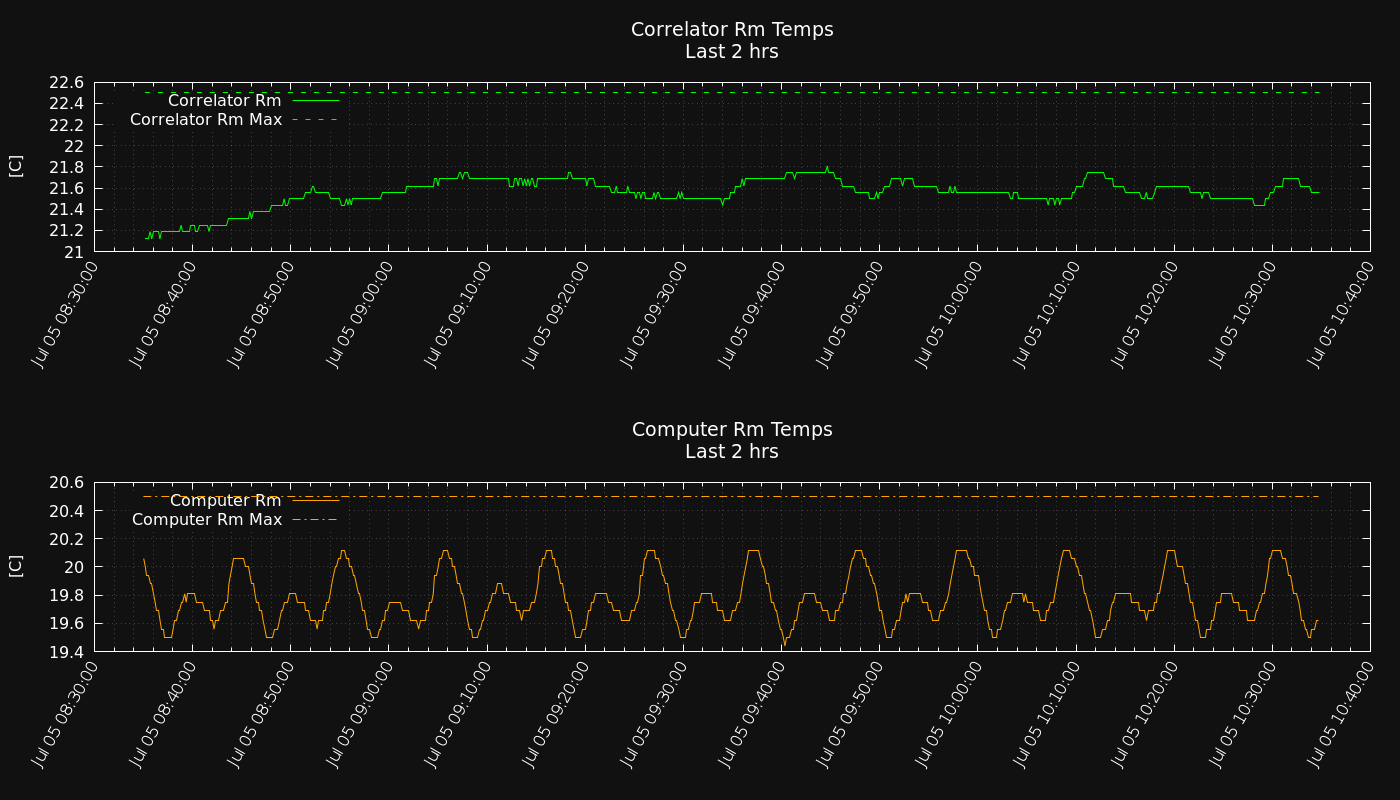 Correlator Rm Temps
Last 2 hrs
22.6
22.4
22.2
22
21.8
21.6
21.4
21.2
21
[C]
Correlator Rm
Correlator Rm Max
Jul 05 08:30:00
Jul 05 08:40:00
Jul 05 08:50:00
Jul 05 09:00:00
Jul 05 09:10:00
Jul 05 09:20:00
Jul 05 09:30:00
Jul 05 09:40:00
Jul 05 09:50:00
Jul 05 10:00:00
Jul 05 10:10:00
Jul 05 10:20:00
Jul 05 10:30:00
Jul 05 10:40:00
Computer Rm Temps
Last 2 hrs
20.6
20.4
20.2
20
19.8
19.6
19.4
[C]
Computer Rm
Computer Rm Max
Jul 05 08:30:00
Jul 05 08:40:00
Jul 05 08:50:00
Jul 05 09:00:00
Jul 05 09:10:00
Jul 05 09:20:00
Jul 05 09:30:00
Jul 05 09:40:00
Jul 05 09:50:00
Jul 05 10:00:00
Jul 05 10:10:00
Jul 05 10:20:00
Jul 05 10:30:00
Jul 05 10:40:00